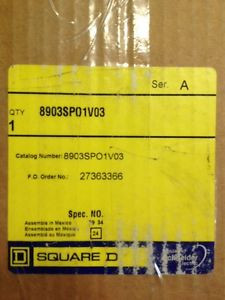 Ser. A
QTY 8903SPO1V03
1
Catalog Number: 8903SPO1V03
F.O. Order No.: 27363366
Spec. NO.
Assemble in Mexico
Ensamblado en Mexico
Assemblé au Mexique
24
D SQUARE D
Schneider
Electric